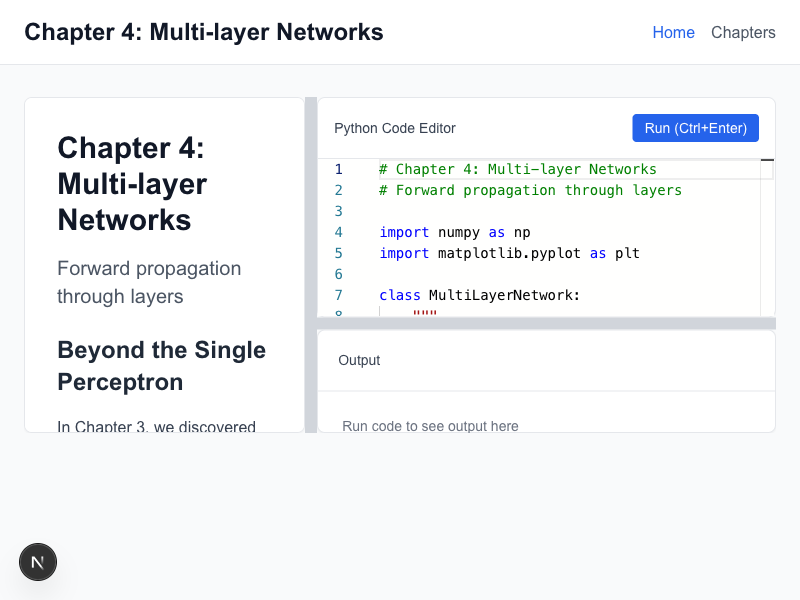 Chapter 4: Multi-layer Networks
Home
Chapters
Chapter 4:
Multi-layer
Networks
Forward propagation
through layers
Beyond the Single
Perceptron
In Chapter 3, we discovered
Python Code Editor
Run (Ctrl+Enter)
1 # Chapter 4: Multi-layer Networks
2 # Forward propagation through layers
3
4 import numpy as np
5 import matplotlib.pyplot as plt
6
7 class MultiLayerNetwork:
8 """
Output
Run code to see output here
N